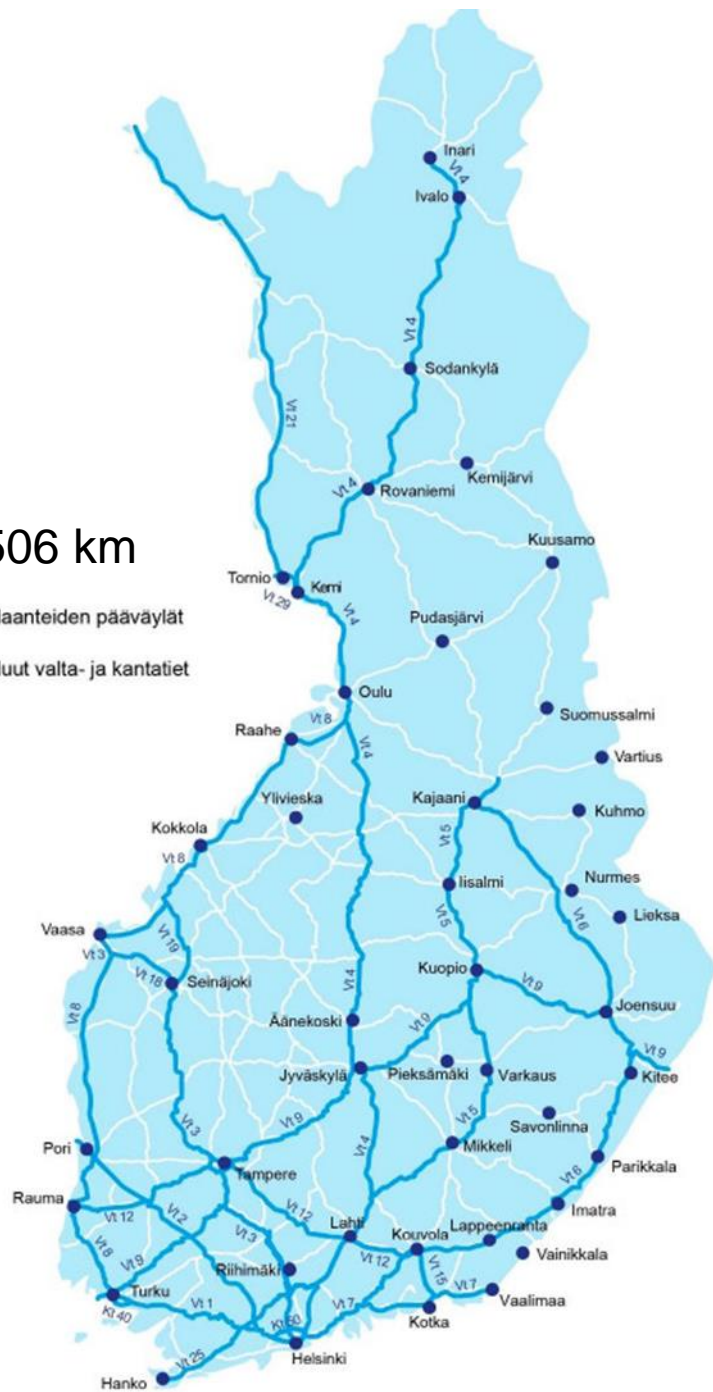 Inari
Vt 4
Ivalo
Vt 4
Sodankylä
Vt 21
Kemijärvi
Vt 4
Rovaniemi
506 km
Kuusamo
Tornio
Kemi
Vt 29
Vt 4
laanteiden pääväylät
Pudasjärvi
luut valta- ja kantatiet
Oulu
Suomussalmi
Vt 8
Raahe
Vt 4
Vartius
Ylivieska
Kajaani
Kuhmo
Kokkola
Vt 5
Vt 8
Iisalmi
Nurmes
Vt 6
Lieksa
Vaasa
Vt 19
Vt 5
Vt 3
Vt 18
Seinäjoki
Kuopio
Vt 9
Vt 8
Vt 4
Joensuu
Äänekoski
Vt 9
Vt 9
Jyväskylä
Pieksämäki
Varkaus
Kitee
Vt 3
Vt 9
Vt 5
Savonlinna
Vt 4
Mikkeli
Pori
Tampere
Parikkala
Vt 6
Rauma
Vt 12
Vt 2
Vt 12
Imatra
Vt 3
Lahti
Kouvola
Lappeenranta
Vt 8
Vt 9
Vt 12
Vainikkala
Riihimäki
Vt 15
Turku
Vt 7
Vaalimaa
Kt 40
Vt 1
Kt 50
Vt 7
Kotka
Helsinki
Vt 25
Hanko